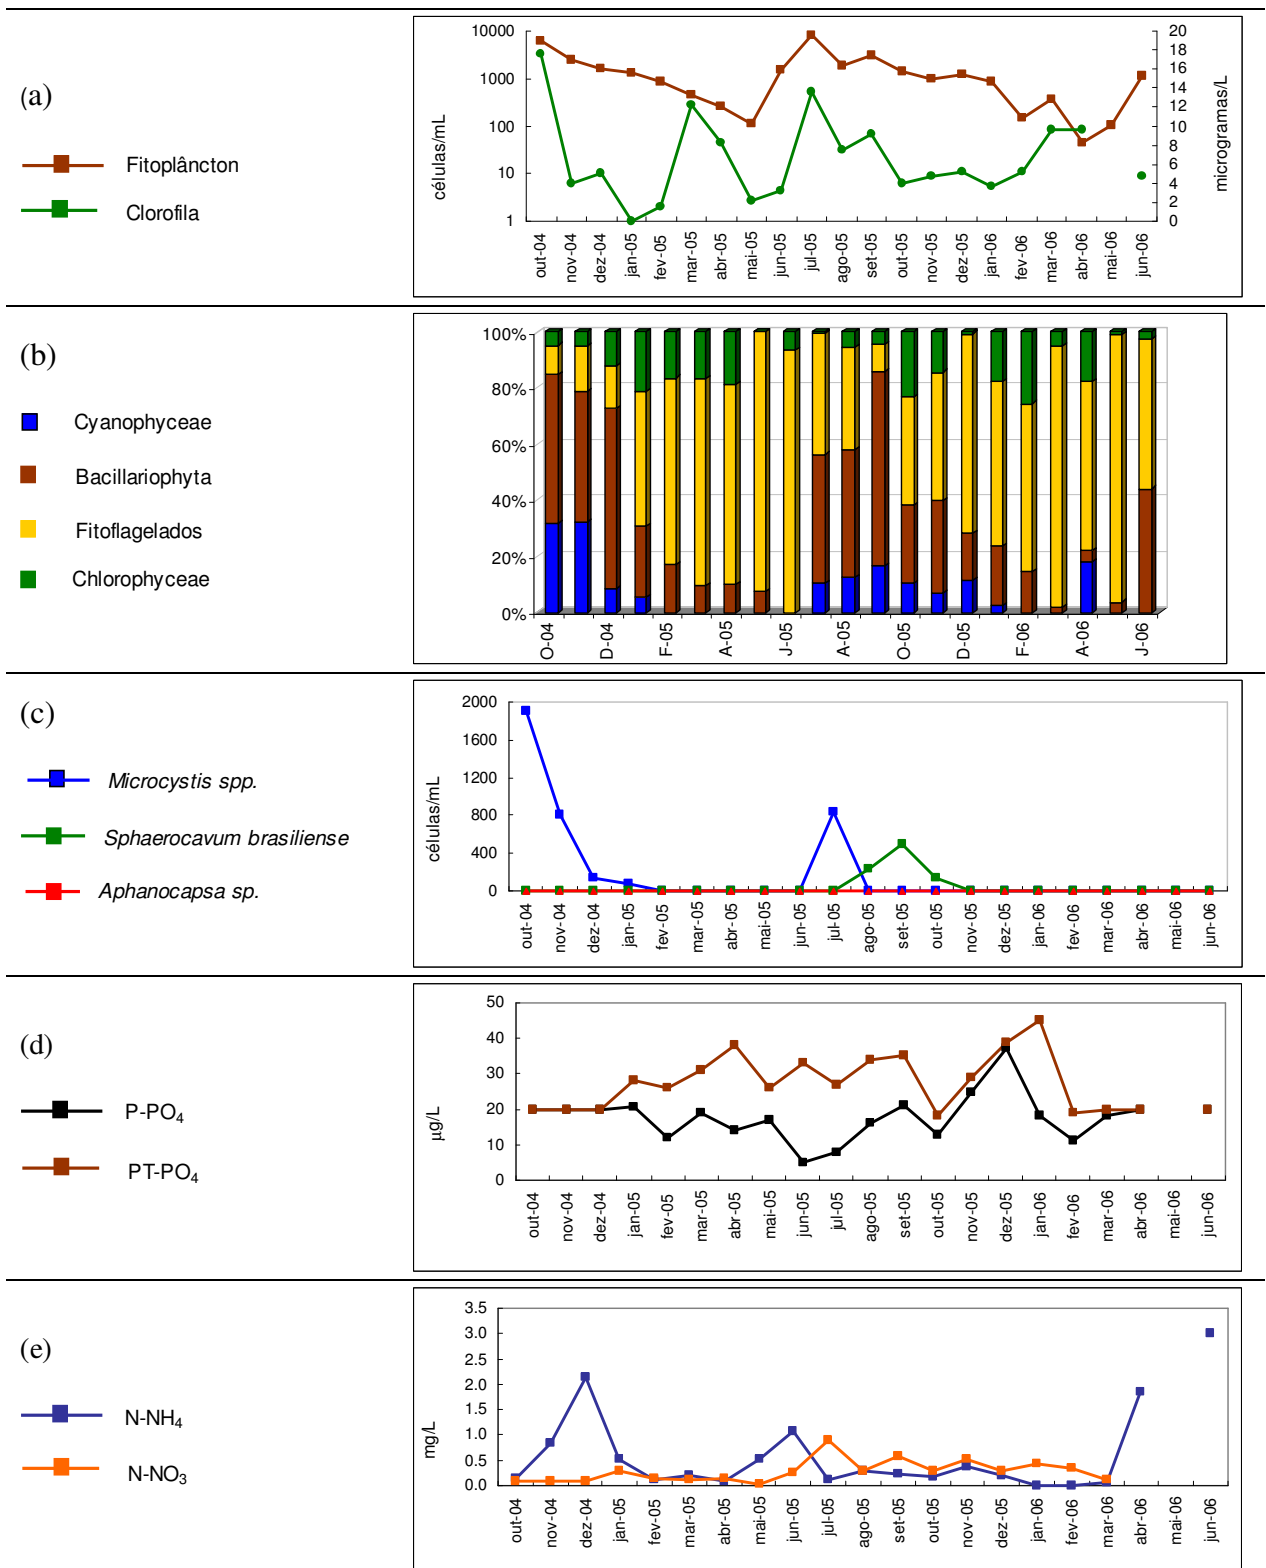 (a)
Fitoplâncton
Clorofila
10000
1000
100
10
1
células/mL
20
18
16
14
12
10
8
6
4
2
0
microgramas/L
out-04
nov-04
dez-04
jan-05
fev-05
mar-05
abr-05
mai-05
jun-05
jul-05
ago-05
set-05
out-05
nov-05
dez-05
jan-06
fev-06
mar-06
abr-06
mai-06
jun-06
(b)
Cyanophyceae
Bacillariophyta
Fitoflagelados
Chlorophyceae
100%
80%
60%
40%
20%
0%
O-04
D-04
F-05
A-05
J-05
A-05
O-05
D-05
F-06
A-06
J-06
(c)
Microcystis spp.
Sphaerocavum brasiliense
Aphanocapsa sp.
2000
1600
1200
800
400
0
células/mL
out-04
nov-04
dez-04
jan-05
fev-05
mar-05
abr-05
mai-05
jun-05
jul-05
ago-05
set-05
out-05
nov-05
dez-05
jan-06
fev-06
mar-06
abr-06
mai-06
jun-06
(d)
P-PO₄
PT-PO₄
50
40
30
20
10
0
µg/L
out-04
nov-04
dez-04
jan-05
fev-05
mar-05
abr-05
mai-05
jun-05
jul-05
ago-05
set-05
out-05
nov-05
dez-05
jan-06
fev-06
mar-06
abr-06
mai-06
jun-06
(e)
N-NH₄
N-NO₃
3.5
3.0
2.5
2.0
1.5
1.0
0.5
0.0
mg/L
out-04
nov-04
dez-04
jan-05
fev-05
mar-05
abr-05
mai-05
jun-05
jul-05
ago-05
set-05
out-05
nov-05
dez-05
jan-06
fev-06
mar-06
abr-06
mai-06
jun-06